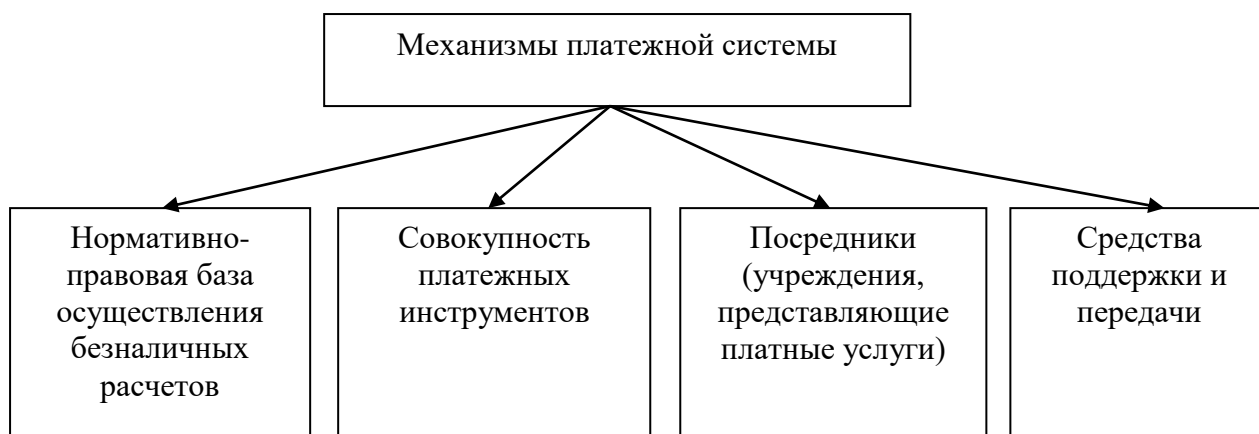 Механизмы платежной системы
Нормативно-
правовая база
осуществления
безналичных
расчетов
Совокупность
платежных
инструментов
Посредники
(учреждения,
представляющие
платные услуги)
Средства
поддержки и
передачи